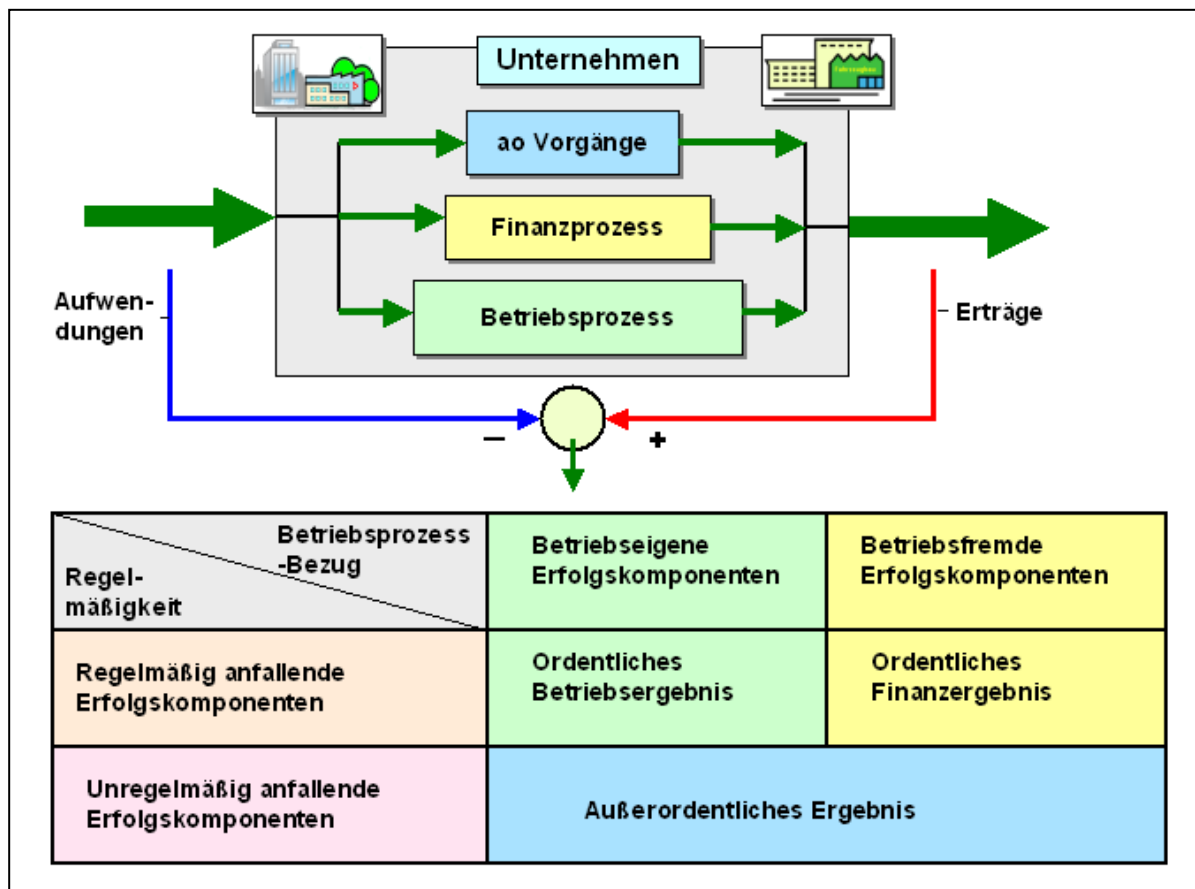 Unternehmen
ao Vorgänge
Finanzprozess
Betriebsprozess
Aufwen-
dungen
Erträge
–
+
Betriebsprozess
-Bezug
Regel-
mäßigkeit
Betriebseigene
Erfolgskomponenten
Betriebsfremde
Erfolgskomponenten
Regelmäßig anfallende
Erfolgskomponenten
Ordentliches
Betriebsergebnis
Ordentliches
Finanzergebnis
Unregelmäßig anfallende
Erfolgskomponenten
Außerordentliches Ergebnis